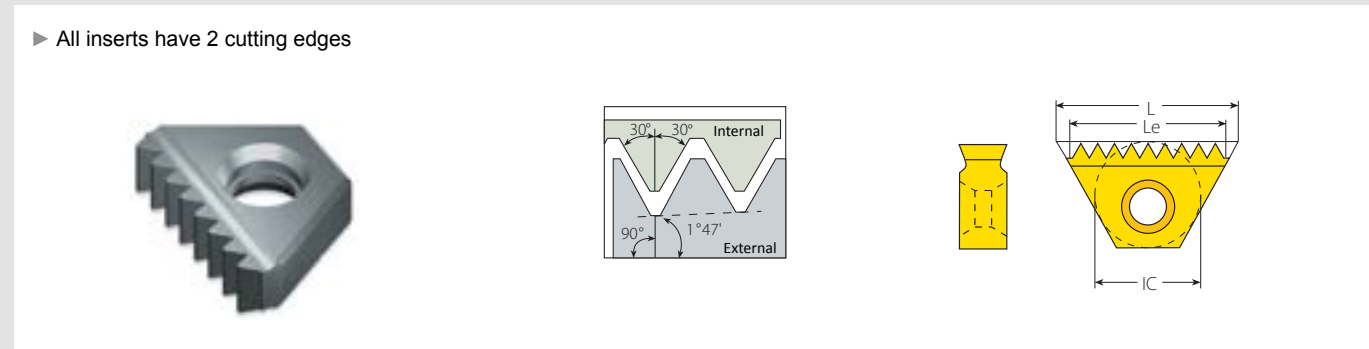 ► All inserts have 2 cutting edges
30° 30° Internal
90° 1°47'
External
L
Le
IC